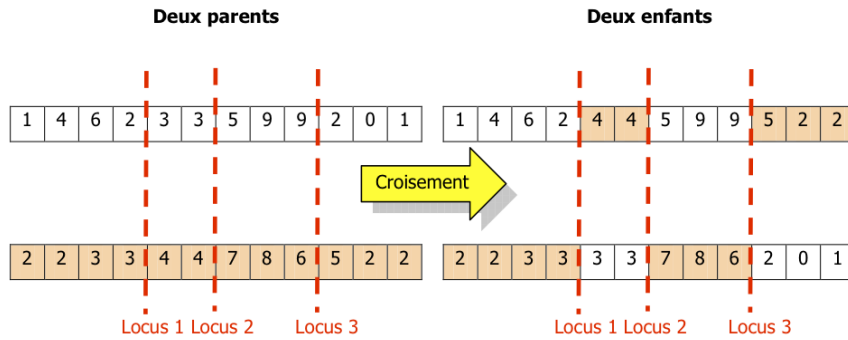 Deux parents Deux enfants
1 4 6 2 3 3 5 9 9 2 0 1 1 4 6 2 4 4 5 9 9 5 2 2
Croisement
2 2 3 3 4 4 7 8 6 5 2 2 2 2 3 3 3 3 7 8 6 2 0 1
Locus 1 Locus 2 Locus 3 Locus 1 Locus 2 Locus 3